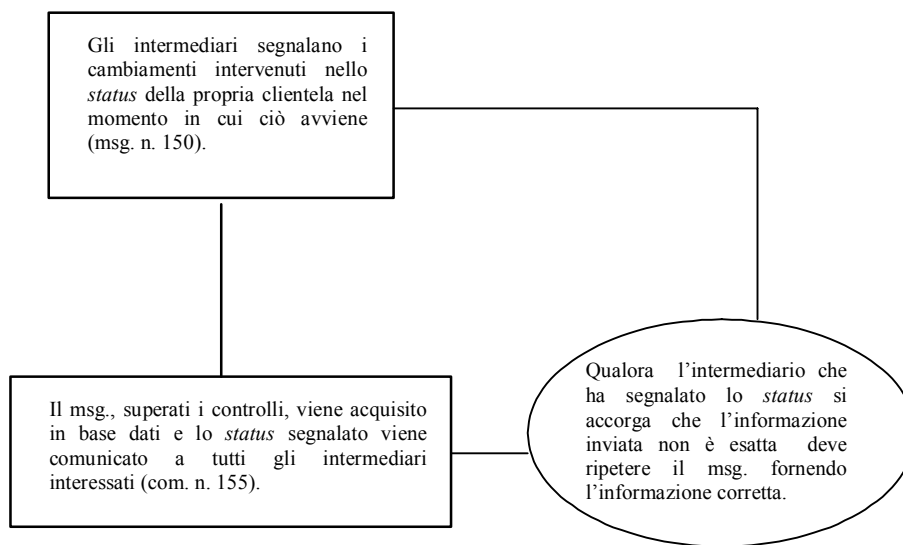 Gli intermediari segnalano i
cambiamenti intervenuti nello
status della propria clientela nel
momento in cui ciò avviene
(msg. n. 150).
Qualora l'intermediario che
ha segnalato lo status si
accorga che l'informazione
inviata non è esatta deve
ripetere il msg. fornendo
l'informazione corretta.
Il msg., superati i controlli, viene acquisito
in base dati e lo status segnalato viene
comunicato a tutti gli intermediari
interessati (com. n. 155).